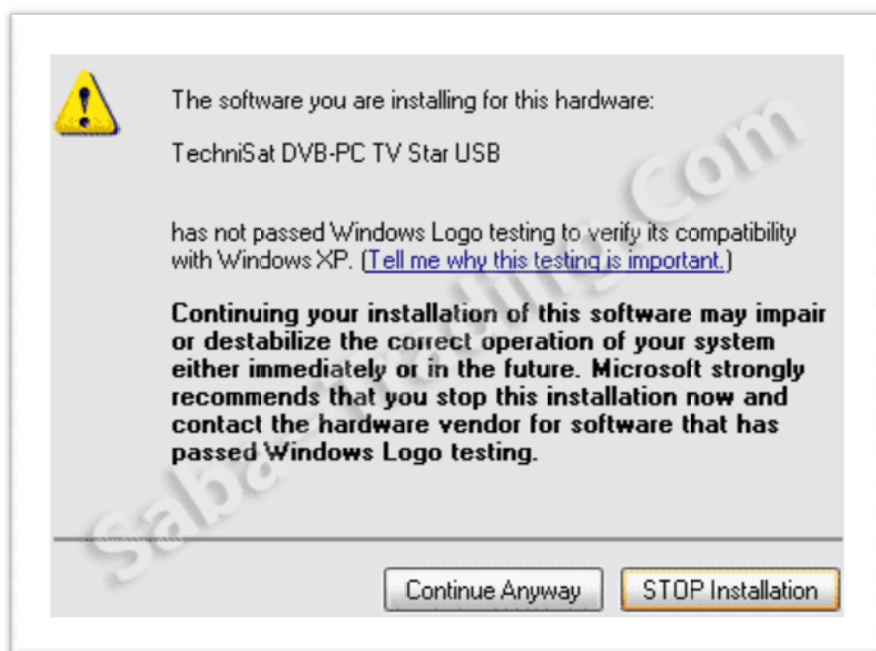 The software you are installing for this hardware:
TechniSat DVB-PC TV Star USB
has not passed Windows Logo testing to verify its compatibility
with Windows XP. (Tell me why this testing is important.)
Continuing your installation of this software may impair
or destabilize the correct operation of your system
either immediately or in the future. Microsoft strongly
recommends that you stop this installation now and
contact the hardware vendor for software that has
passed Windows Logo testing.
Saba-Trading.Com
Continue Anyway
STOP Installation